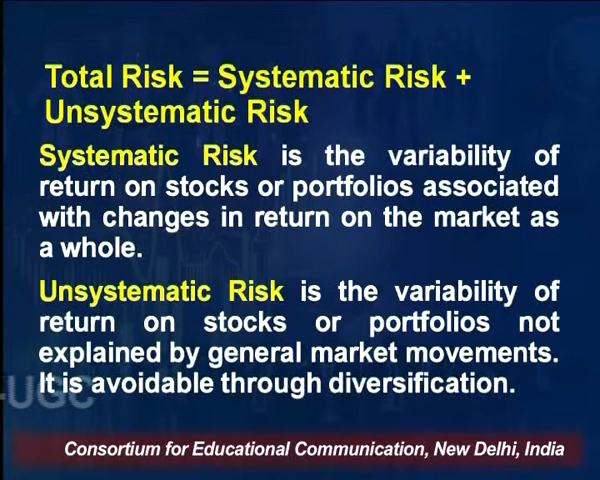 Total Risk = Systematic Risk +
Unsystematic Risk
Systematic Risk is the variability of
return on stocks or portfolios associated
with changes in return on the market as
a whole.
Unsystematic Risk is the variability of
return on stocks or portfolios not
explained by general market movements.
It is avoidable through diversification.
-UGC
Consortium for Educational Communication, New Delhi, India